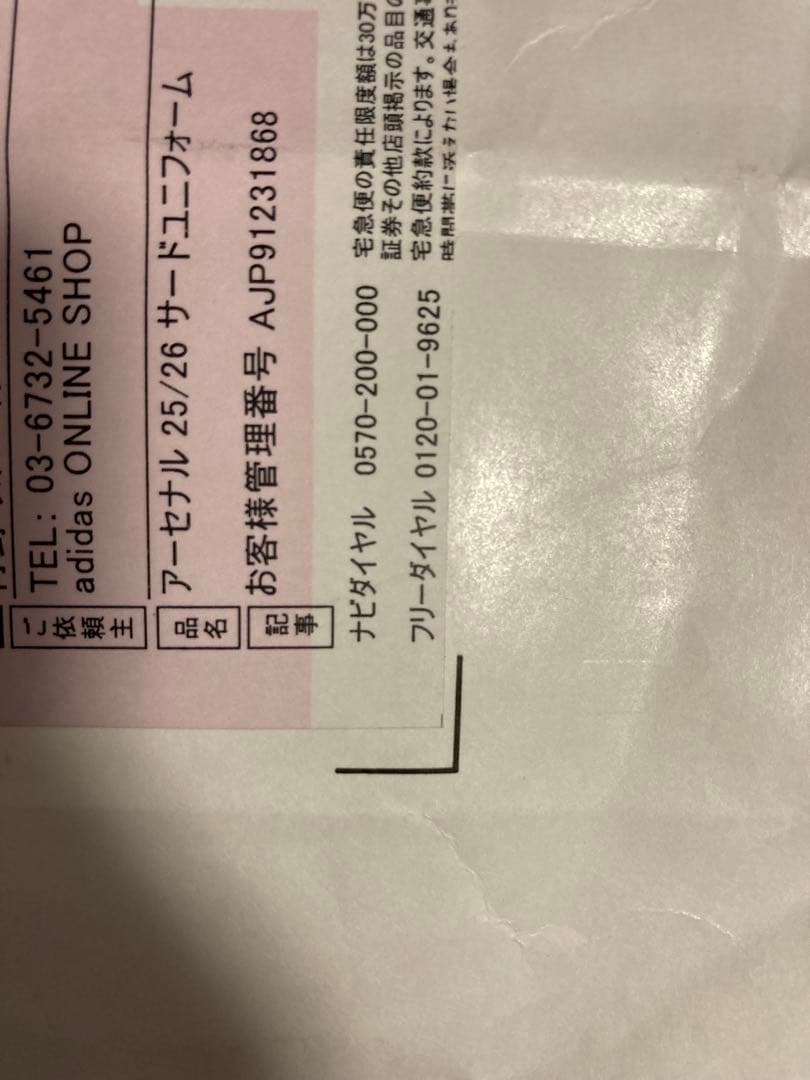 ご依頼主
TEL: 03-6732-5461
adidas ONLINE SHOP
品名
アーセナル 25/26 サードユニフォーム
記事
お客様管理番号 AJP91231868
ナビダイヤル 0570-200-000
フリーダイヤル 0120-01-9625
宅急便の責任限度額は30万
証券その他店頭掲示の品目の
宅急便約款によります。交通